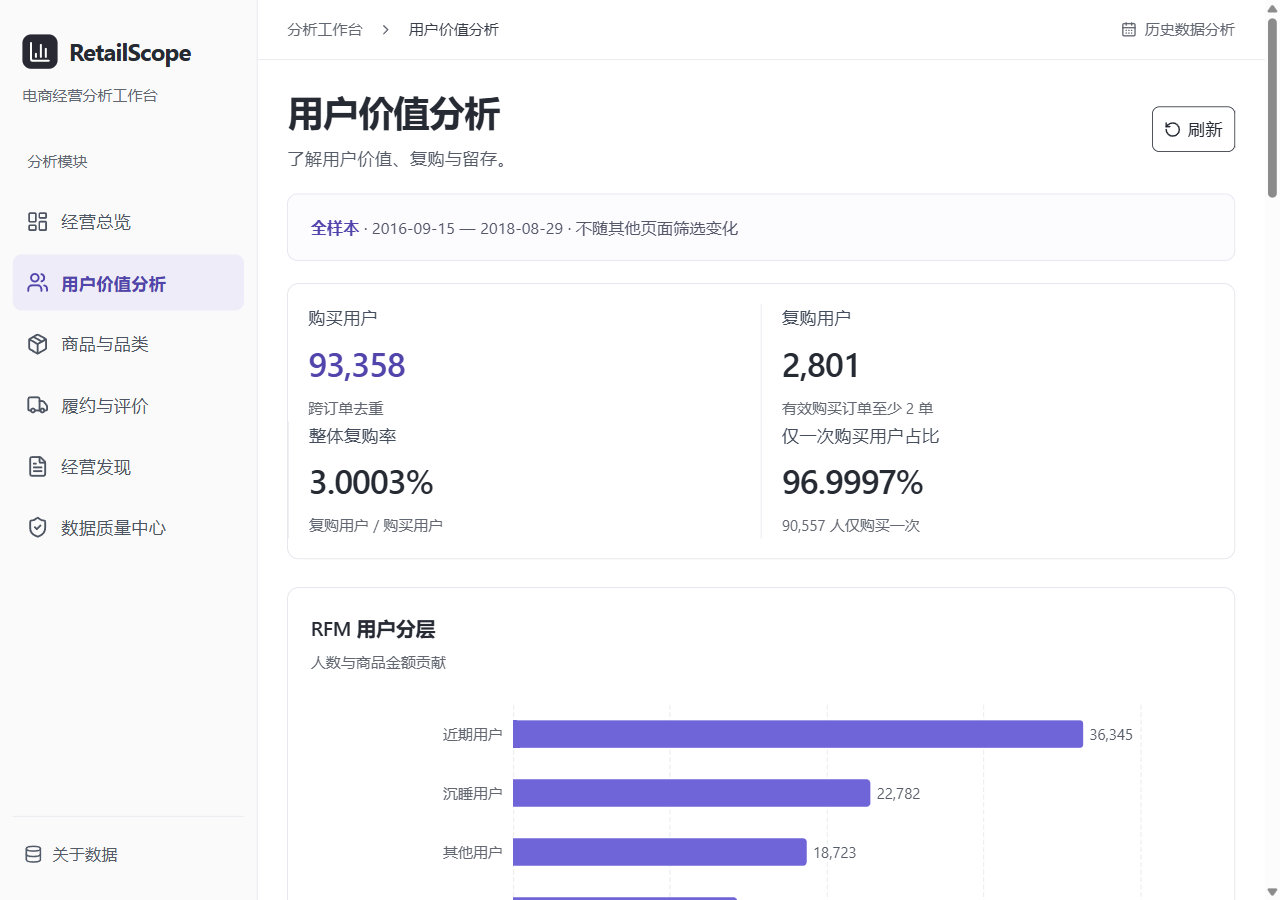 RetailScope
电商经营分析工作台
分析模块
经营总览
用户价值分析
商品与品类
履约与评价
经营发现
数据质量中心
关于数据
分析工作台 > 用户价值分析
历史数据分析
用户价值分析
了解用户价值、复购与留存。
刷新
全样本 · 2016-09-15 — 2018-08-29 · 不随其他页面筛选变化
购买用户
93,358
跨订单去重
复购用户
2,801
有效购买订单至少 2 单
整体复购率
3.0003%
复购用户 / 购买用户
仅一次购买用户占比
96.9997%
90,557 人仅购买一次
RFM 用户分层
人数与商品金额贡献
近期用户 36,345
沉睡用户 22,782
其他用户 18,723